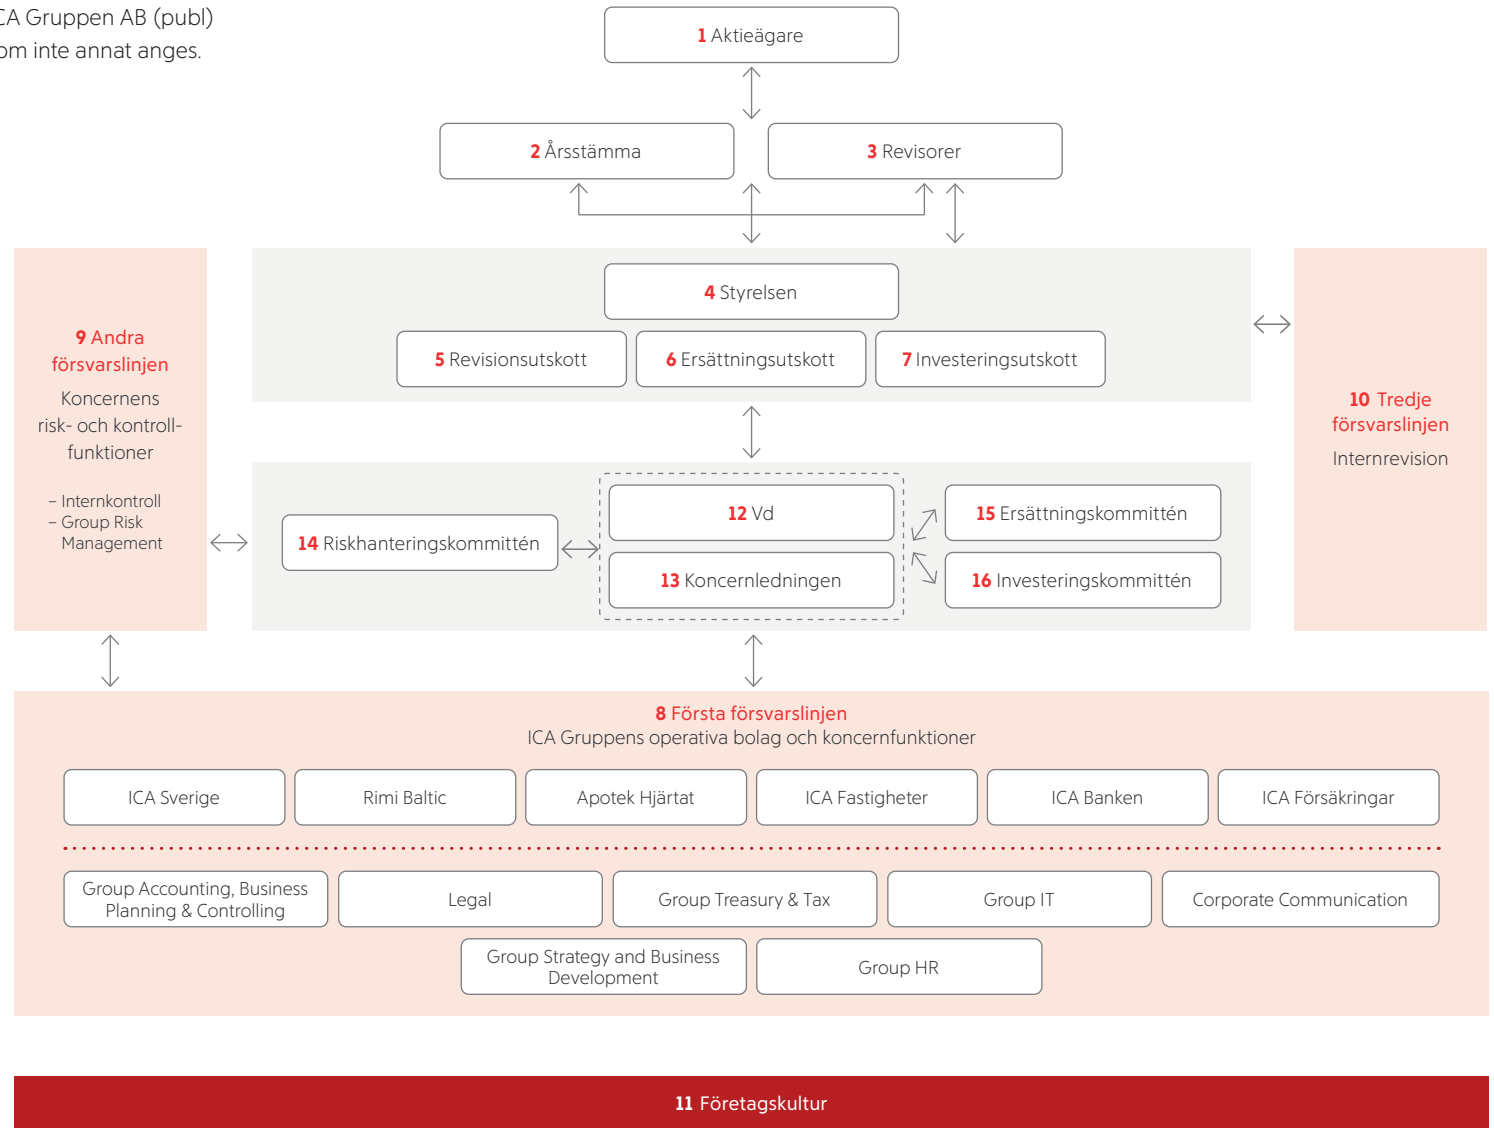 ICA Gruppen AB (publ)
om inte annat anges.
1 Aktieägare
2 Årsstämma
3 Revisorer
4 Styrelsen
5 Revisionsutskott
6 Ersättningsutskott
7 Investeringsutskott
9 Andra
försvarslinjen
Koncernens
risk- och kontroll-
funktioner
– Internkontroll
– Group Risk
Management
10 Tredje
försvarslinjen
Internrevision
14 Riskhanteringskommittén
12 Vd
13 Koncernledningen
15 Ersättningskommittén
16 Investeringskommittén
8 Första försvarslinjen
ICA Gruppens operativa bolag och koncernfunktioner
ICA Sverige
Rimi Baltic
Apotek Hjärtat
ICA Fastigheter
ICA Banken
ICA Försäkringar
Group Accounting, Business
Planning & Controlling
Legal
Group Treasury & Tax
Group IT
Corporate Communication
Group Strategy and Business
Development
Group HR
11 Företagskultur